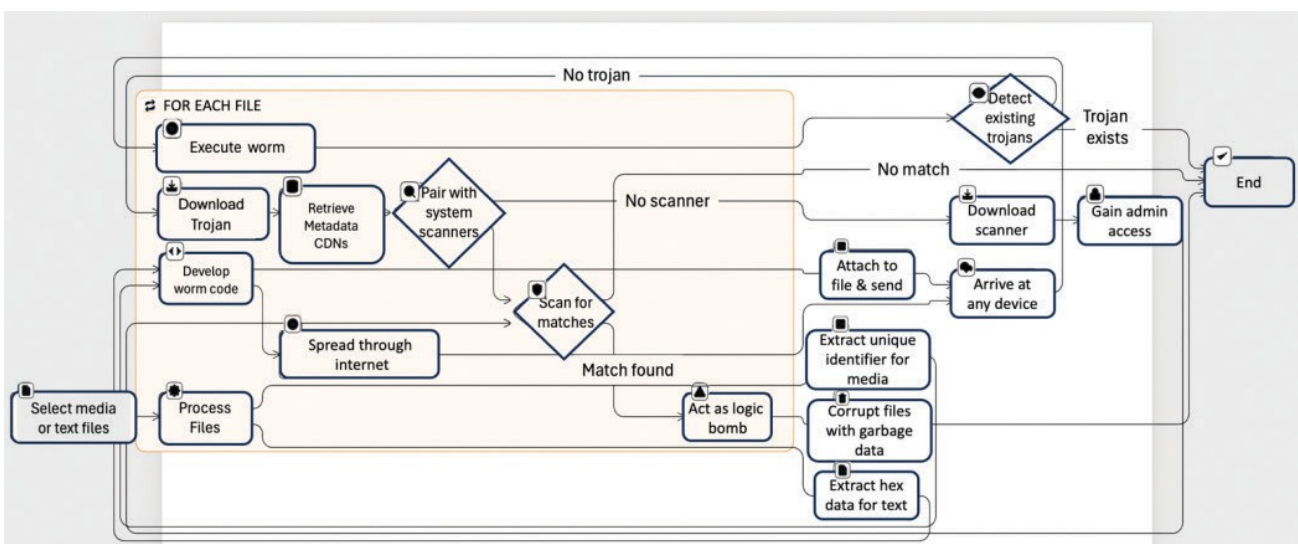 No trojan
FOR EACH FILE
Detect
existing
trojans
Trojan
exists
Execute worm
No match
End
Download
Trojan
Retrieve
Metadata
CDNs
Pair with
system
scanners
No scanner
Download
scanner
Gain admin
access
Develop
worm code
Attach to
file & send
Arrive at
any device
Scan for
matches
Spread through
internet
Extract unique
identifier for
media
Match found
Select media
or text files
Process
Files
Act as logic
bomb
Corrupt files
with garbage
data
Extract hex
data for text